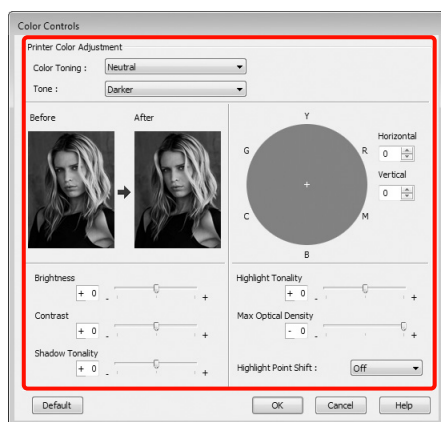 Color Controls
Printer Color Adjustment
Color Toning : Neutral
Tone : Darker
Before After
Y
G R
C M
B
Horizontal
0
Vertical
0
Brightness
+ 0 - +
Contrast
+ 0 - +
Shadow Tonality
+ 0 - +
Highlight Tonality
+ 0 - +
Max Optical Density
- 0 - +
Highlight Point Shift : Off
Default OK Cancel Help